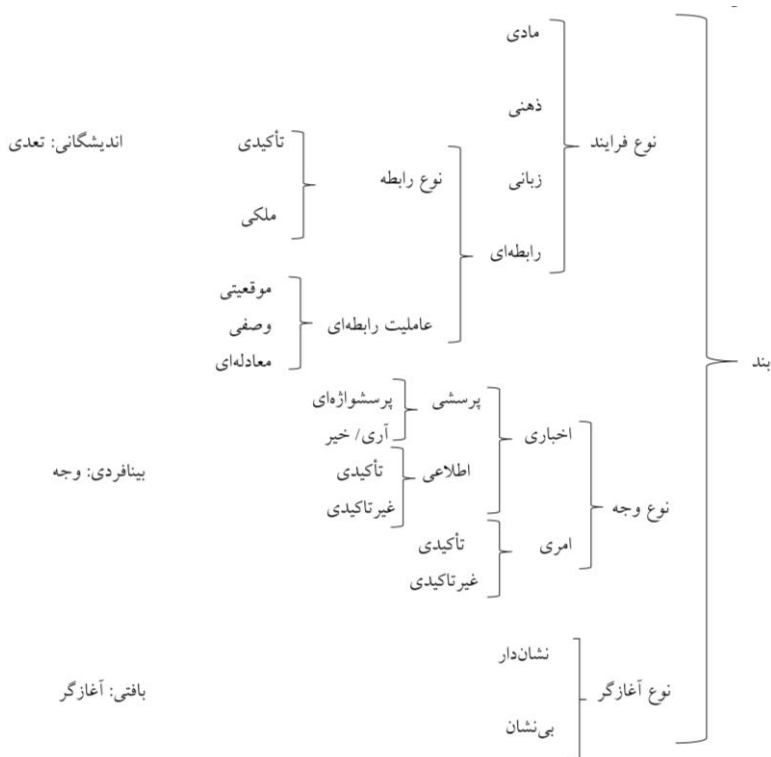 مادی
ذهنی
نوع فرایند
تأکیدی
اندیشگانی: تعدی
زبانی
نوع رابطه
ملکی
رابطه‌ای
موقعیتی
عاملیت رابطه‌ای
وصفی
معادله‌ای
بند
پرسشی
پرسشواژه‌ای
اخباری
آری/ خیر
اطلاعی
تأکیدی
بینافردی: وجه
نوع وجه
غیرتاکیدی
امری
تأکیدی
غیرتاکیدی
نشان‌دار
نوع آغازگر
بافتی: آغازگر
بی‌نشان